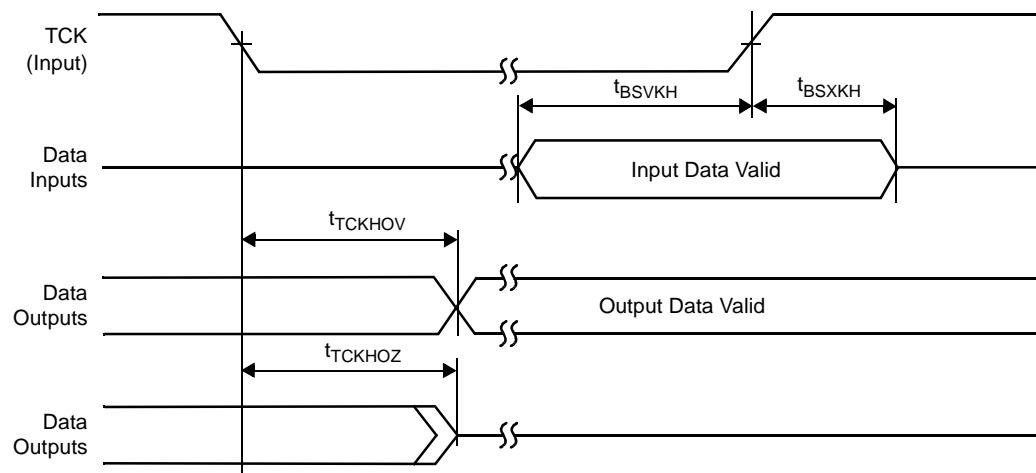 TCK
(Input)
tBSVKH
tBSXKH
Data
Inputs
Input Data Valid
tTCKHOV
Data
Outputs
Output Data Valid
tTCKHOZ
Data
Outputs